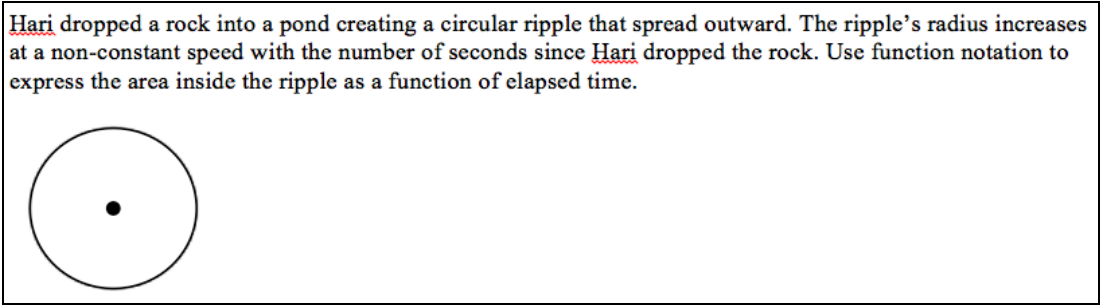 Hari dropped a rock into a pond creating a circular ripple that spread outward. The ripple’s radius increases
at a non-constant speed with the number of seconds since Hari dropped the rock. Use function notation to
express the area inside the ripple as a function of elapsed time.